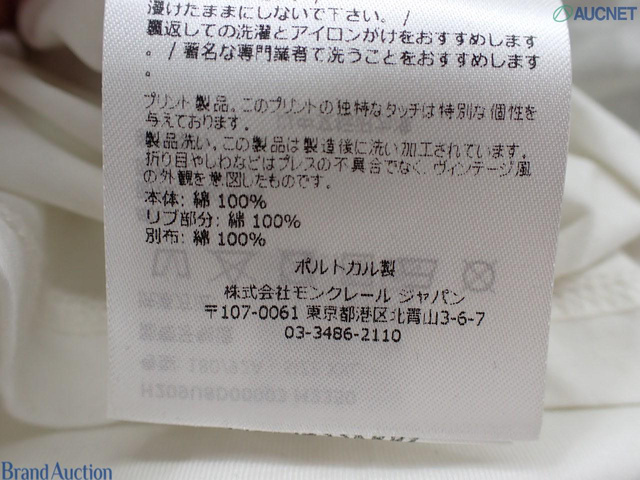 漫けたままにしないで下さい。/
裏返しての洗濯とアイロンがけをおすすめします
。/ 著名な専門業者で洗うことをおすすめします
。
プリント製品。このプリントの独特なタッチは特別な個性を
与えております。
製品洗い。この製品は製造後に洗い加工されています。
折り目やしわなどはプレスの不具合でなく、ヴィンテージ風
の外観を意図したものです。
本体: 綿 100%
リブ部分: 綿 100%
別布: 綿 100%
ポルトカル製
株式会社モンクレール ジャパン
〒107-0061 東京都港区北青山3-6-7
03-3486-2110
AUCNET
Brand Auction